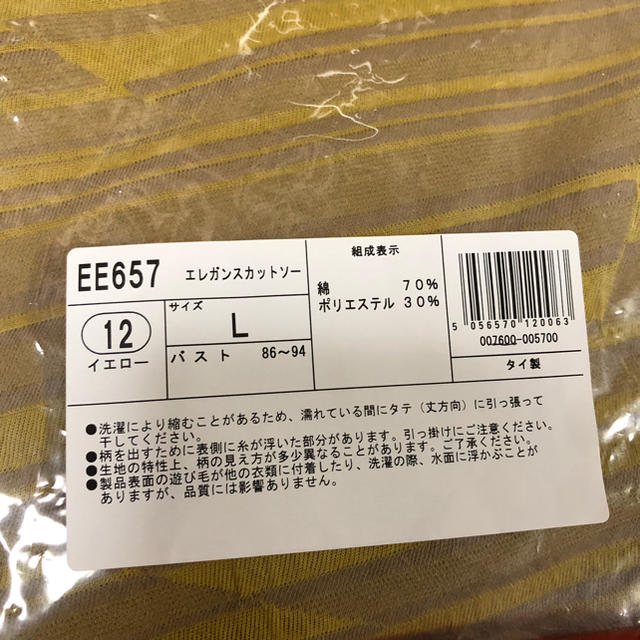 EE657 エレガンスカットソー
12
イエロー
サイズ
L
バスト 86～94
組成表示
綿 70%
ポリエステル 30%
5 056570 120063
007600-005700
タイ製
●洗濯により縮むことがあるため、濡れている間にタテ（丈方向）に引っ張って
干してください。
●柄を出すために表側に糸が浮いた部分があります。引っ掛けにご注意ください。
●生地の特性上、柄の見え方が多少異なることがあります。ご了承ください。
●製品表面の遊び毛が他の衣類に付着したり、洗濯の際、水面に浮かぶことが
ありますが、品質には影響ありません。